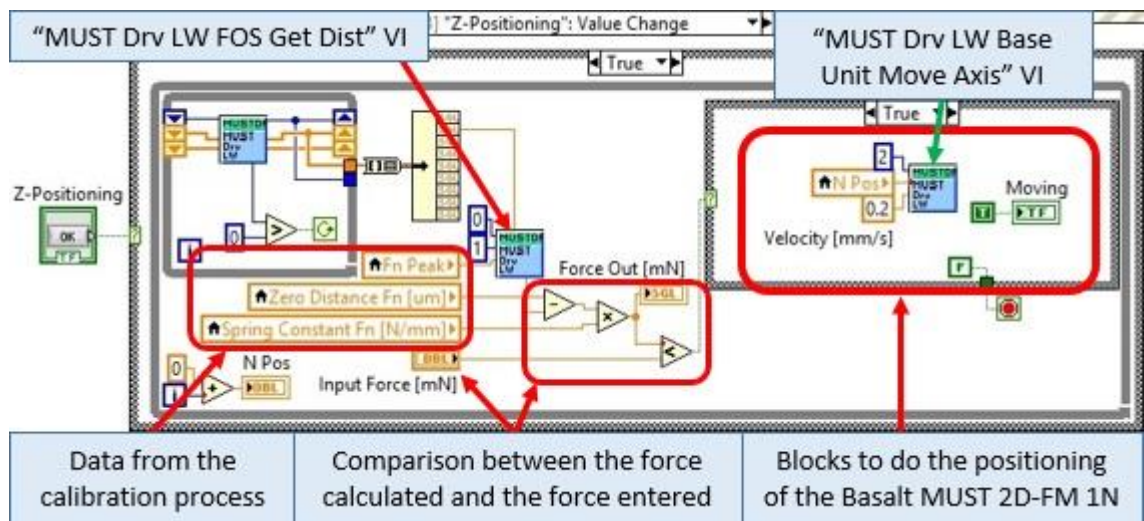 ] "Z-Positioning": Value Change
"MUST Drv LW FOS Get Dist" VI
"MUST Drv LW Base
Unit Move Axis" VI
True
True
MUST
Drv
LW
Z-Positioning
OK
TF
i
0
>
0
1
MUST
Drv
LW
2
N Pos
0.2
MUST
Drv
LW
Velocity [mm/s]
T
Moving
TF
F
Fn Peak
Zero Distance Fn [um]
Spring Constant Fn [N/mm]
Force Out [mN]
SGL
-
×
<
DBL
Input Force [mN]
0
i
+
N Pos
DBL
Data from the
calibration process
Comparison between the force
calculated and the force entered
Blocks to do the positioning
of the Basalt MUST 2D-FM 1N